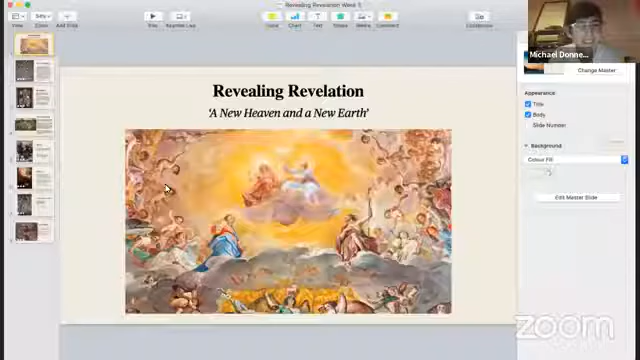 Revealing Revelation Week 5
View
Zoom
Add Slide
Play
Keynote Live
Table
Chart
Text
Shape
Media
Comment
Collaborate
Michael Donne...
Change Master
Appearance
Title
Body
Slide Number
Background
Colour Fill
Edit Master Slide
Revealing Revelation
'A New Heaven and a New Earth'
zoom